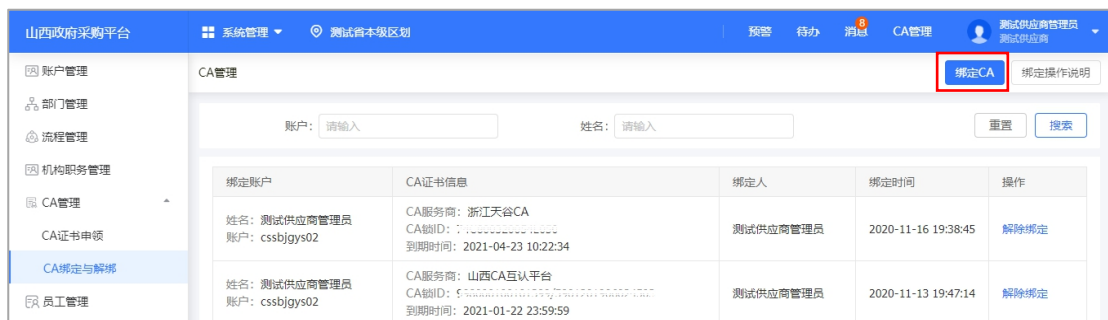 山西政府采购平台
系统管理
测试省本级区划
预警
待办
消息
8
CA管理
测试供应商管理员
测试供应商
账户管理
部门管理
流程管理
机构职务管理
CA管理
CA证书申领
CA绑定与解绑
员工管理
CA管理
绑定CA
绑定操作说明
账户： 请输入
姓名： 请输入
重置
搜索
绑定账户 CA证书信息 绑定人 绑定时间 操作
姓名：测试供应商管理员
账户：cssbjgys02
CA服务商：浙江天谷CA
CA锁ID：
到期时间：2021-04-23 10:22:34
测试供应商管理员
2020-11-16 19:38:45
解除绑定
姓名：测试供应商管理员
账户：cssbjgys02
CA服务商：山西CA互认平台
CA锁ID：
到期时间：2021-01-22 23:59:59
测试供应商管理员
2020-11-13 19:47:14
解除绑定